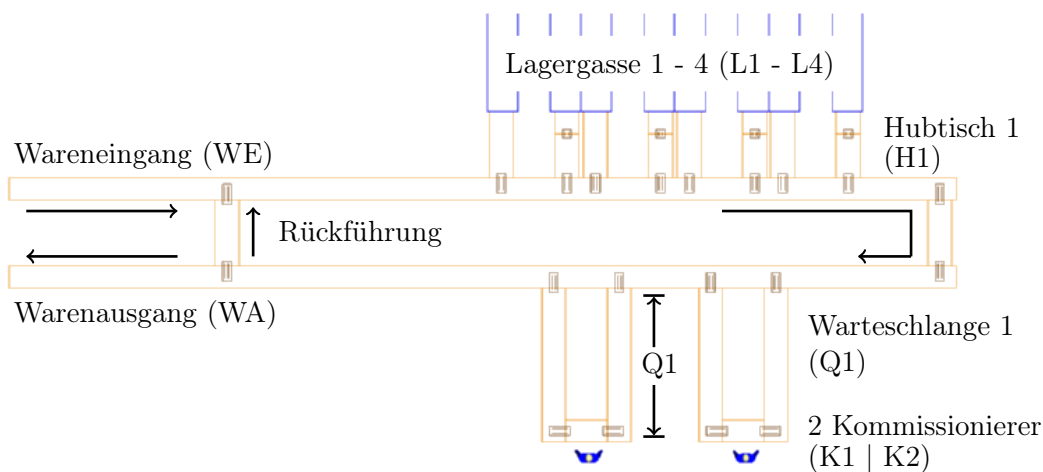 Lagergasse 1 - 4 (L1 - L4)
Hubtisch 1
(H1)
Wareneingang (WE)
Rückführung
Warenausgang (WA)
Warteschlange 1
(Q1)
Q1
2 Kommissionierer
(K1 | K2)